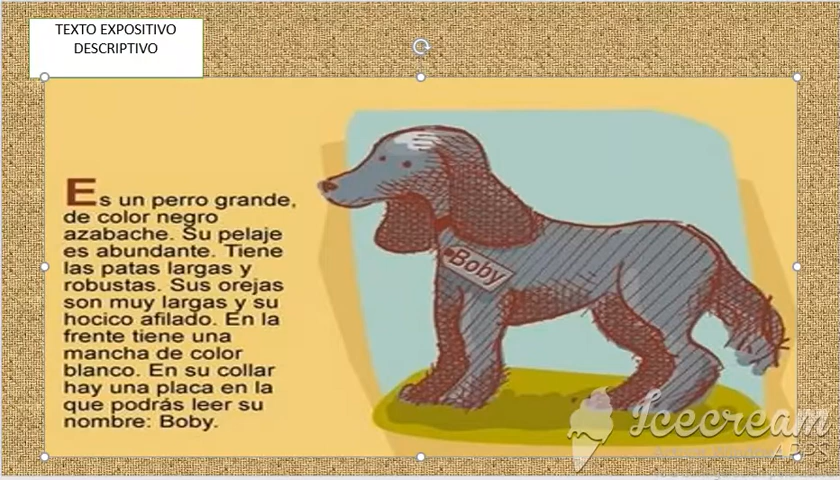 TEXTO EXPOSITIVO
DESCRIPTIVO
Es un perro grande,
de color negro
azabache. Su pelaje
es abundante. Tiene
las patas largas y
robustas. Sus orejas
son muy largas y su
hocico afilado. En la
frente tiene una
mancha de color
blanco. En su collar
hay una placa en la
que podrás leer su
nombre: Boby.
Boby
Icecream
APPS